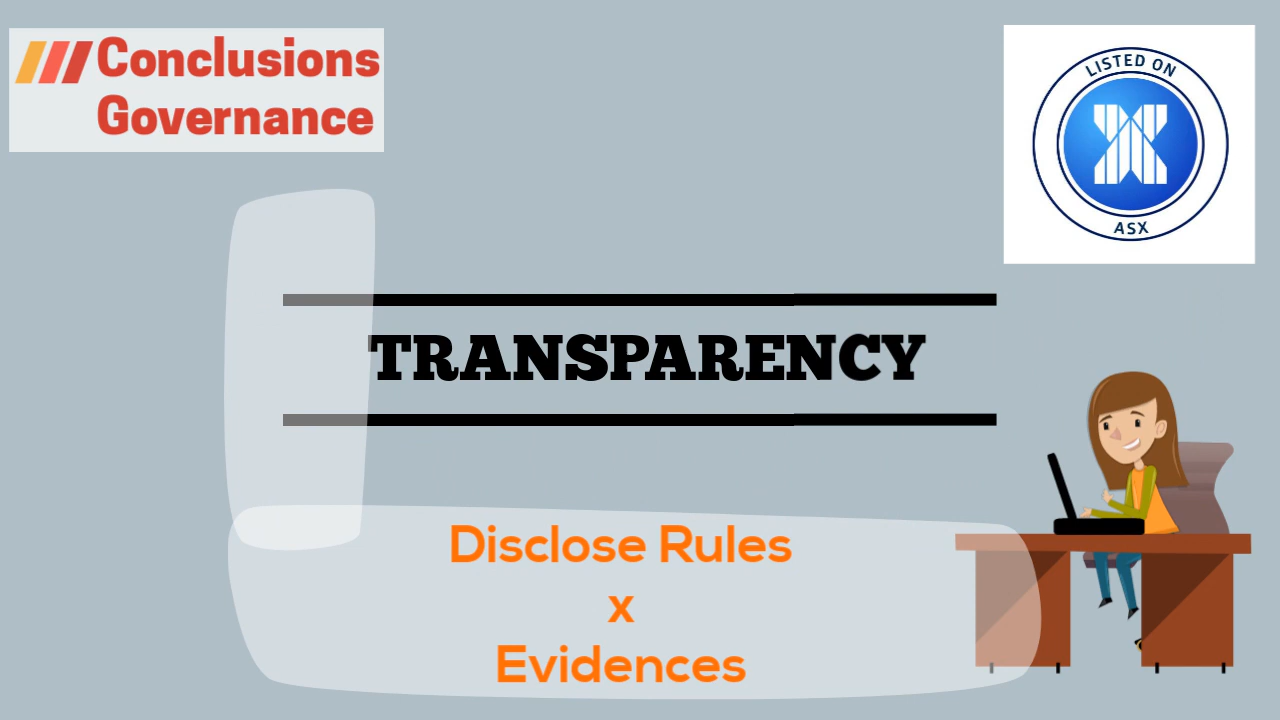 Conclusions
Governance
LISTED ON
ASX
TRANSPARENCY
Disclose Rules
x
Evidences